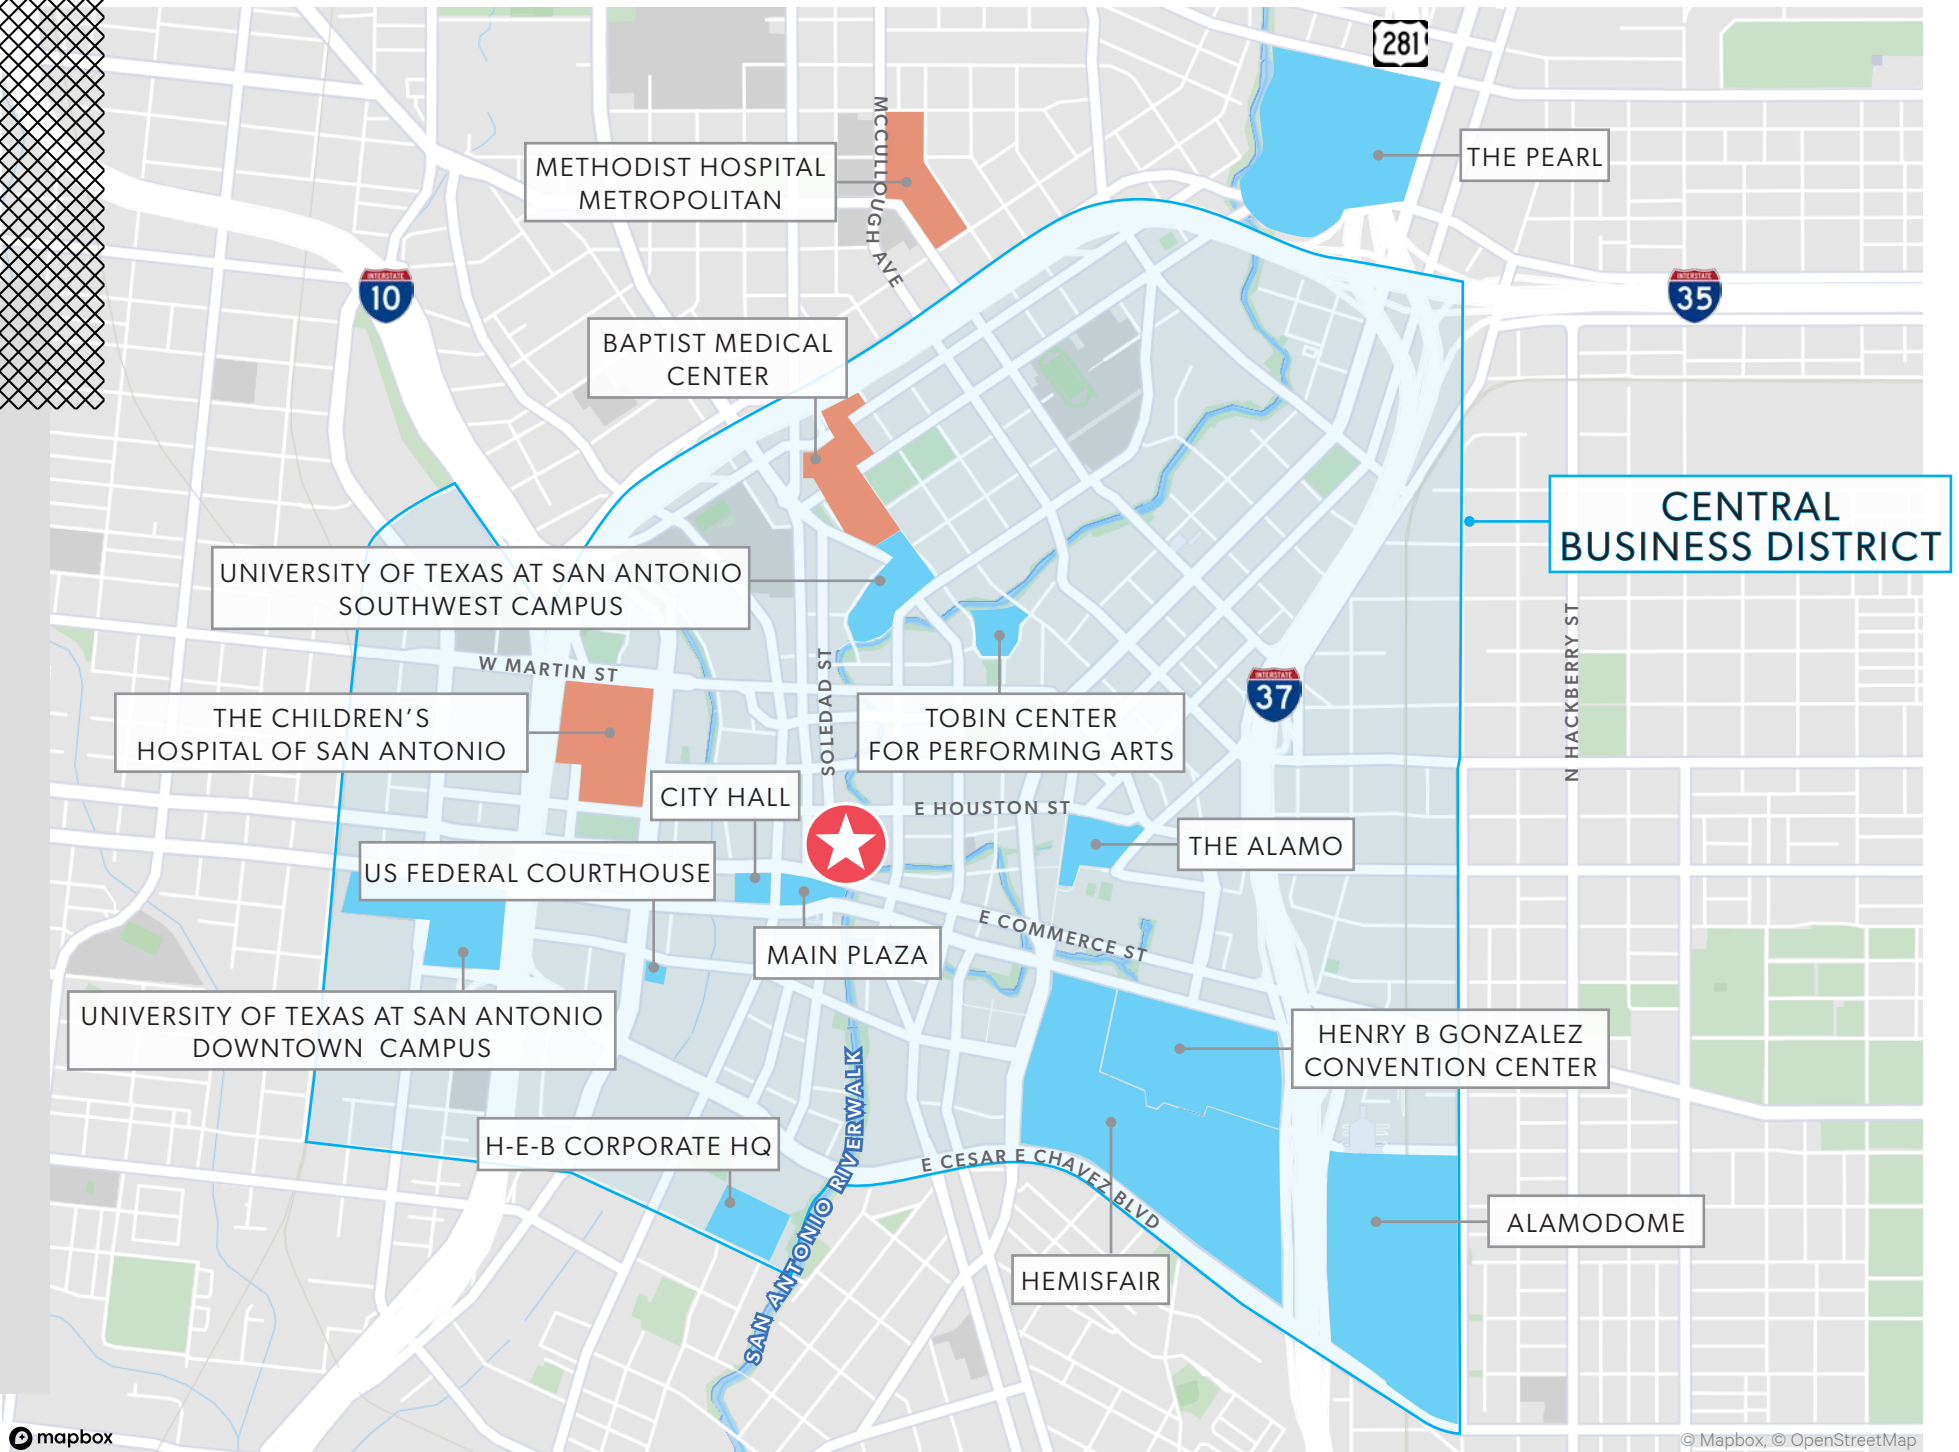 281
MCCULLOUGH AVE
METHODIST HOSPITAL
METROPOLITAN
THE PEARL
INTERSTATE
10
INTERSTATE
35
BAPTIST MEDICAL
CENTER
CENTRAL
BUSINESS DISTRICT
UNIVERSITY OF TEXAS AT SAN ANTONIO
SOUTHWEST CAMPUS
W MARTIN ST
SOLEDAD ST
N HACKBERRY ST
INTERSTATE
37
THE CHILDREN'S
HOSPITAL OF SAN ANTONIO
TOBIN CENTER
FOR PERFORMING ARTS
CITY HALL
E HOUSTON ST
THE ALAMO
US FEDERAL COURTHOUSE
E COMMERCE ST
MAIN PLAZA
UNIVERSITY OF TEXAS AT SAN ANTONIO
DOWNTOWN CAMPUS
HENRY B GONZALEZ
CONVENTION CENTER
SAN ANTONIO RIVERWALK
H-E-B CORPORATE HQ
E CESAR E CHAVEZ BLVD
ALAMODOME
HEMISFAIR
mapbox
© Mapbox, © OpenStreetMap